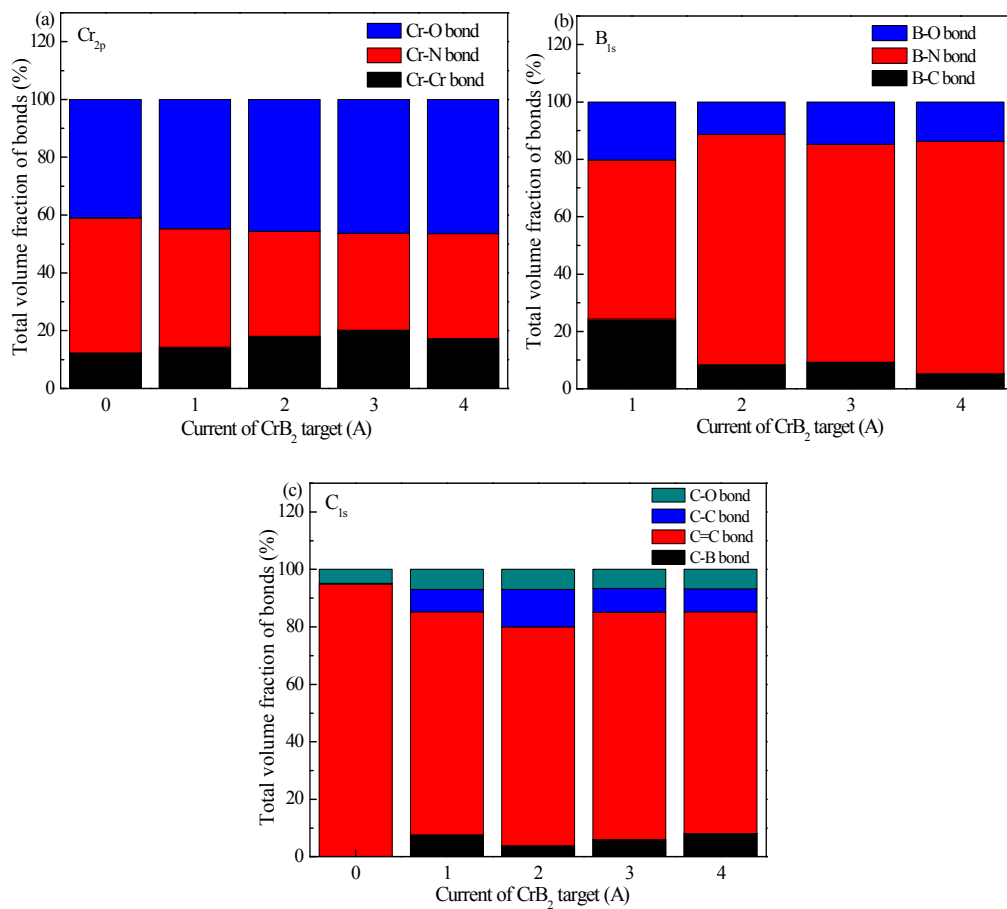 (a)
Cr2p
Cr-O bond
Cr-N bond
Cr-Cr bond
Total volume fraction of bonds (%)
120
100
80
60
40
20
0
0 1 2 3 4
Current of CrB2 target (A)
(b)
B1s
B-O bond
B-N bond
B-C bond
Total volume fraction of bonds (%)
120
100
80
60
40
20
0
1 2 3 4
Current of CrB2 target (A)
(c)
C1s
C-O bond
C-C bond
C=C bond
C-B bond
Total volume fraction of bonds (%)
120
100
80
60
40
20
0
0 1 2 3 4
Current of CrB2 target (A)